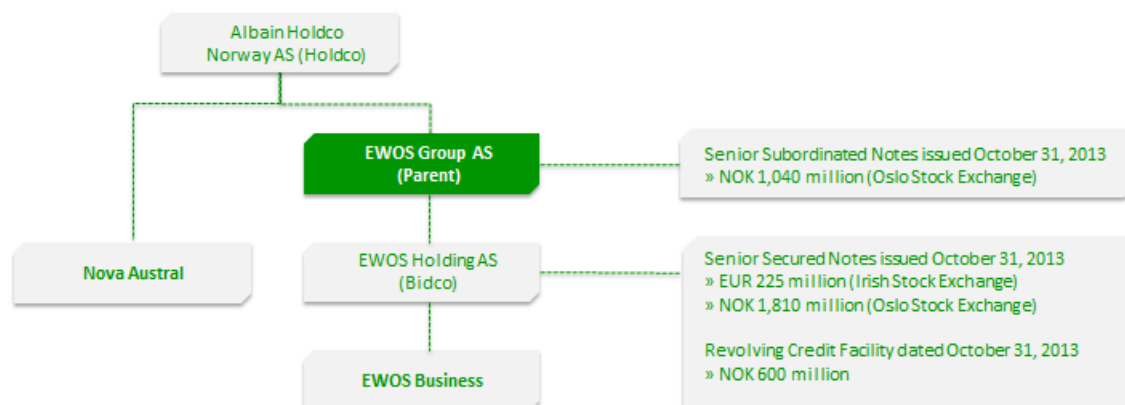 Albain Holdco
Norway AS (Holdco)
EWOS Group AS
(Parent)
Senior Subordinated Notes issued October 31, 2013
» NOK 1,040 million (Oslo Stock Exchange)
Nova Austral
EWOS Holding AS
(Bidco)
Senior Secured Notes issued October 31, 2013
» EUR 225 million (Irish Stock Exchange)
» NOK 1,810 million (Oslo Stock Exchange)
Revolving Credit Facility dated October 31, 2013
» NOK 600 million
EWOS Business